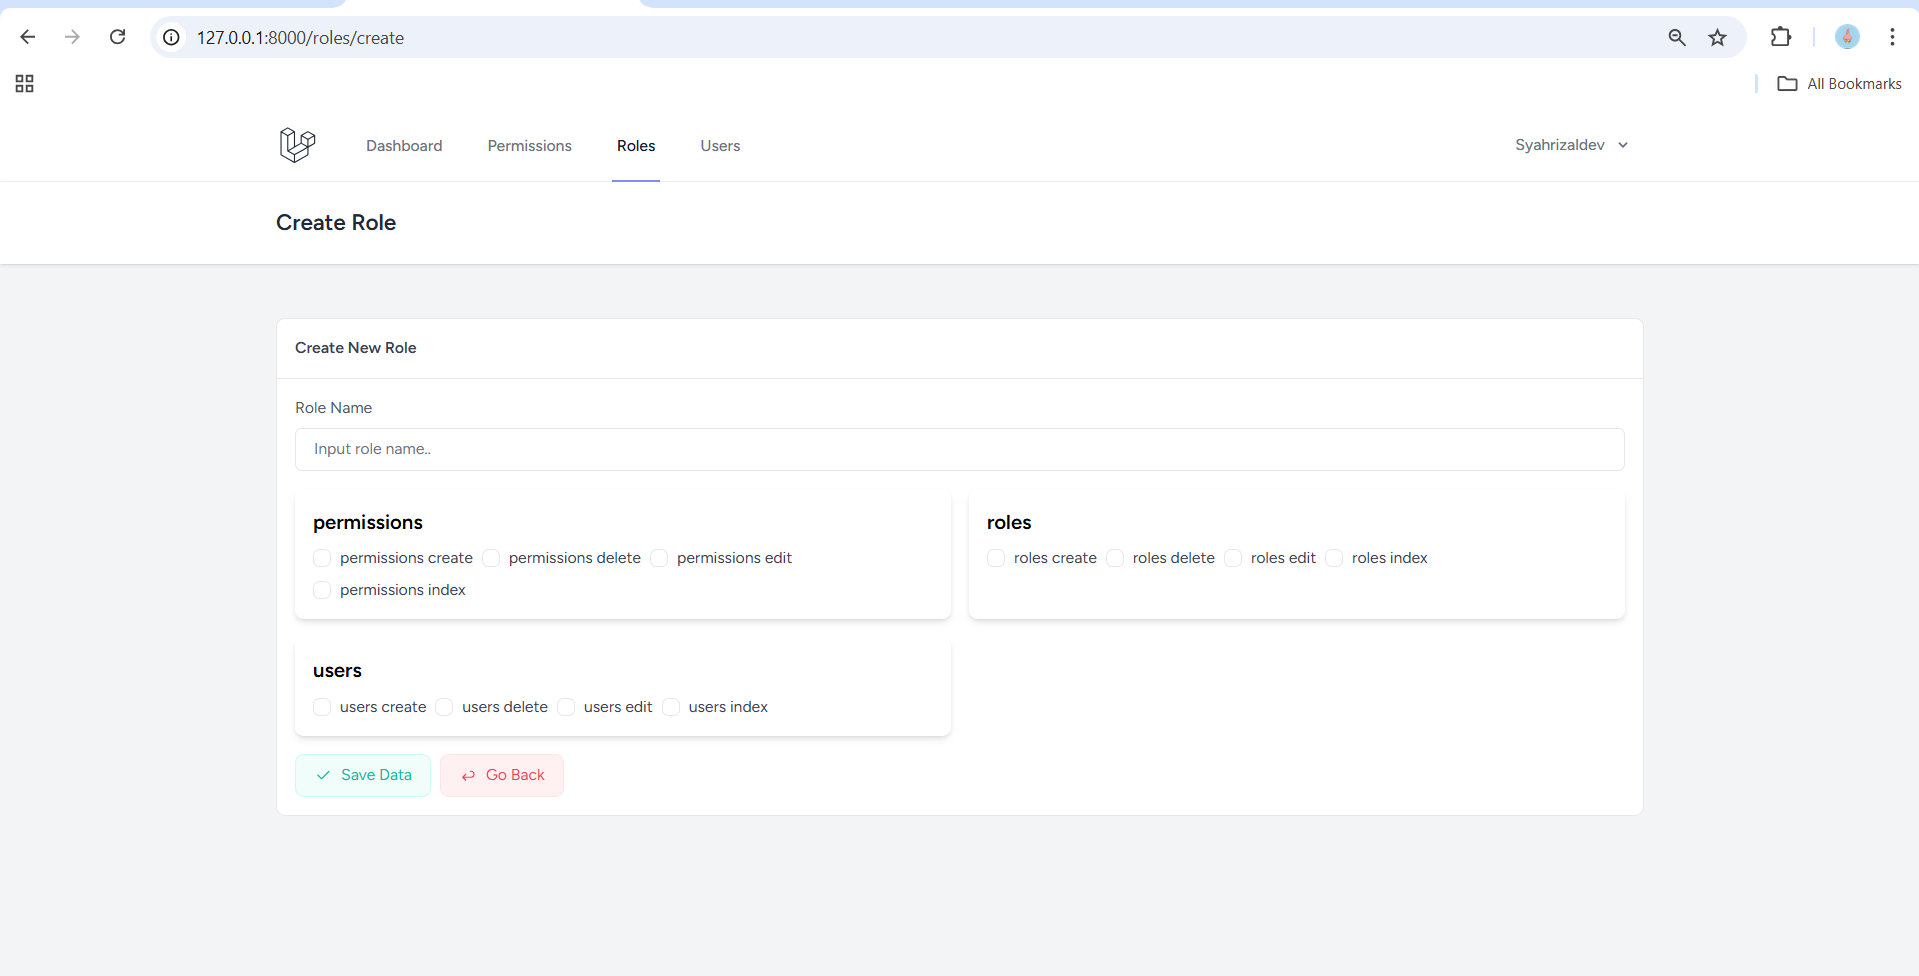 127.0.0.1:8000/roles/create
All Bookmarks
Dashboard Permissions Roles Users Syahrizaldev
Create Role
Create New Role
Role Name
Input role name..
permissions
permissions create permissions delete permissions edit
permissions index
roles
roles create roles delete roles edit roles index
users
users create users delete users edit users index
Save Data Go Back